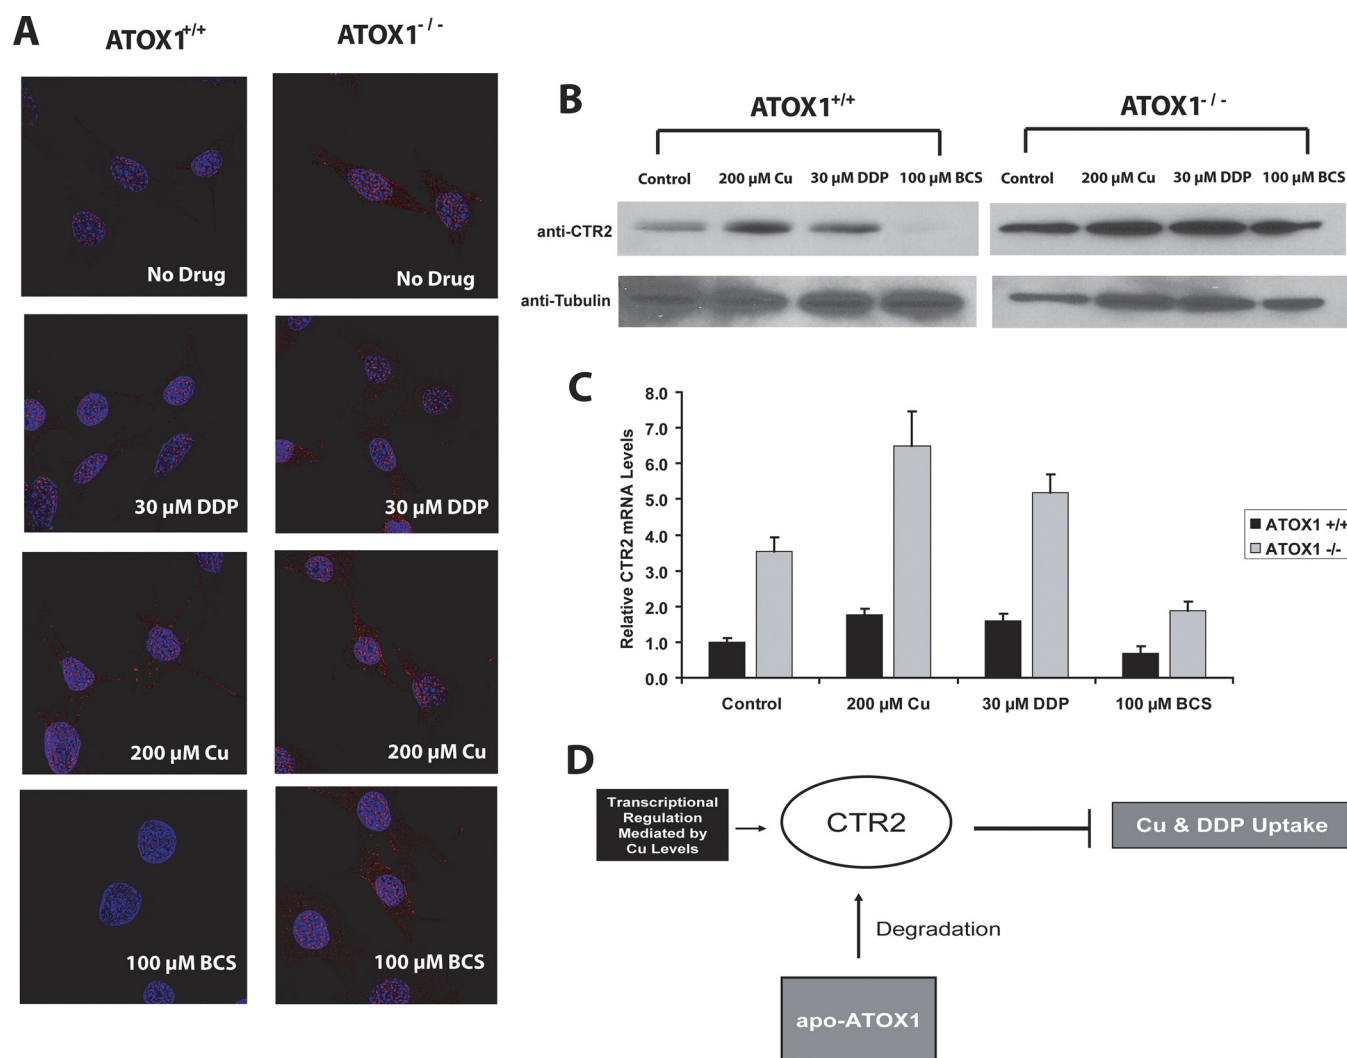 A
ATOX1+/+
ATOX1- / -
No Drug
No Drug
30 µM DDP
30 µM DDP
200 µM Cu
200 µM Cu
100 µM BCS
100 µM BCS
B
ATOX1+/+
ATOX1- / -
Control 200 µM Cu 30 µM DDP 100 µM BCS
Control 200 µM Cu 30 µM DDP 100 µM BCS
anti-CTR2
anti-Tubulin
C
Relative CTR2 mRNA Levels
8.0
7.0
6.0
5.0
4.0
3.0
2.0
1.0
0.0
Control 200 µM Cu 30 µM DDP 100 µM BCS
ATOX1 +/+
ATOX1 -/-
D
Transcriptional
Regulation
Mediated by
Cu Levels
CTR2
Cu & DDP Uptake
Degradation
apo-ATOX1